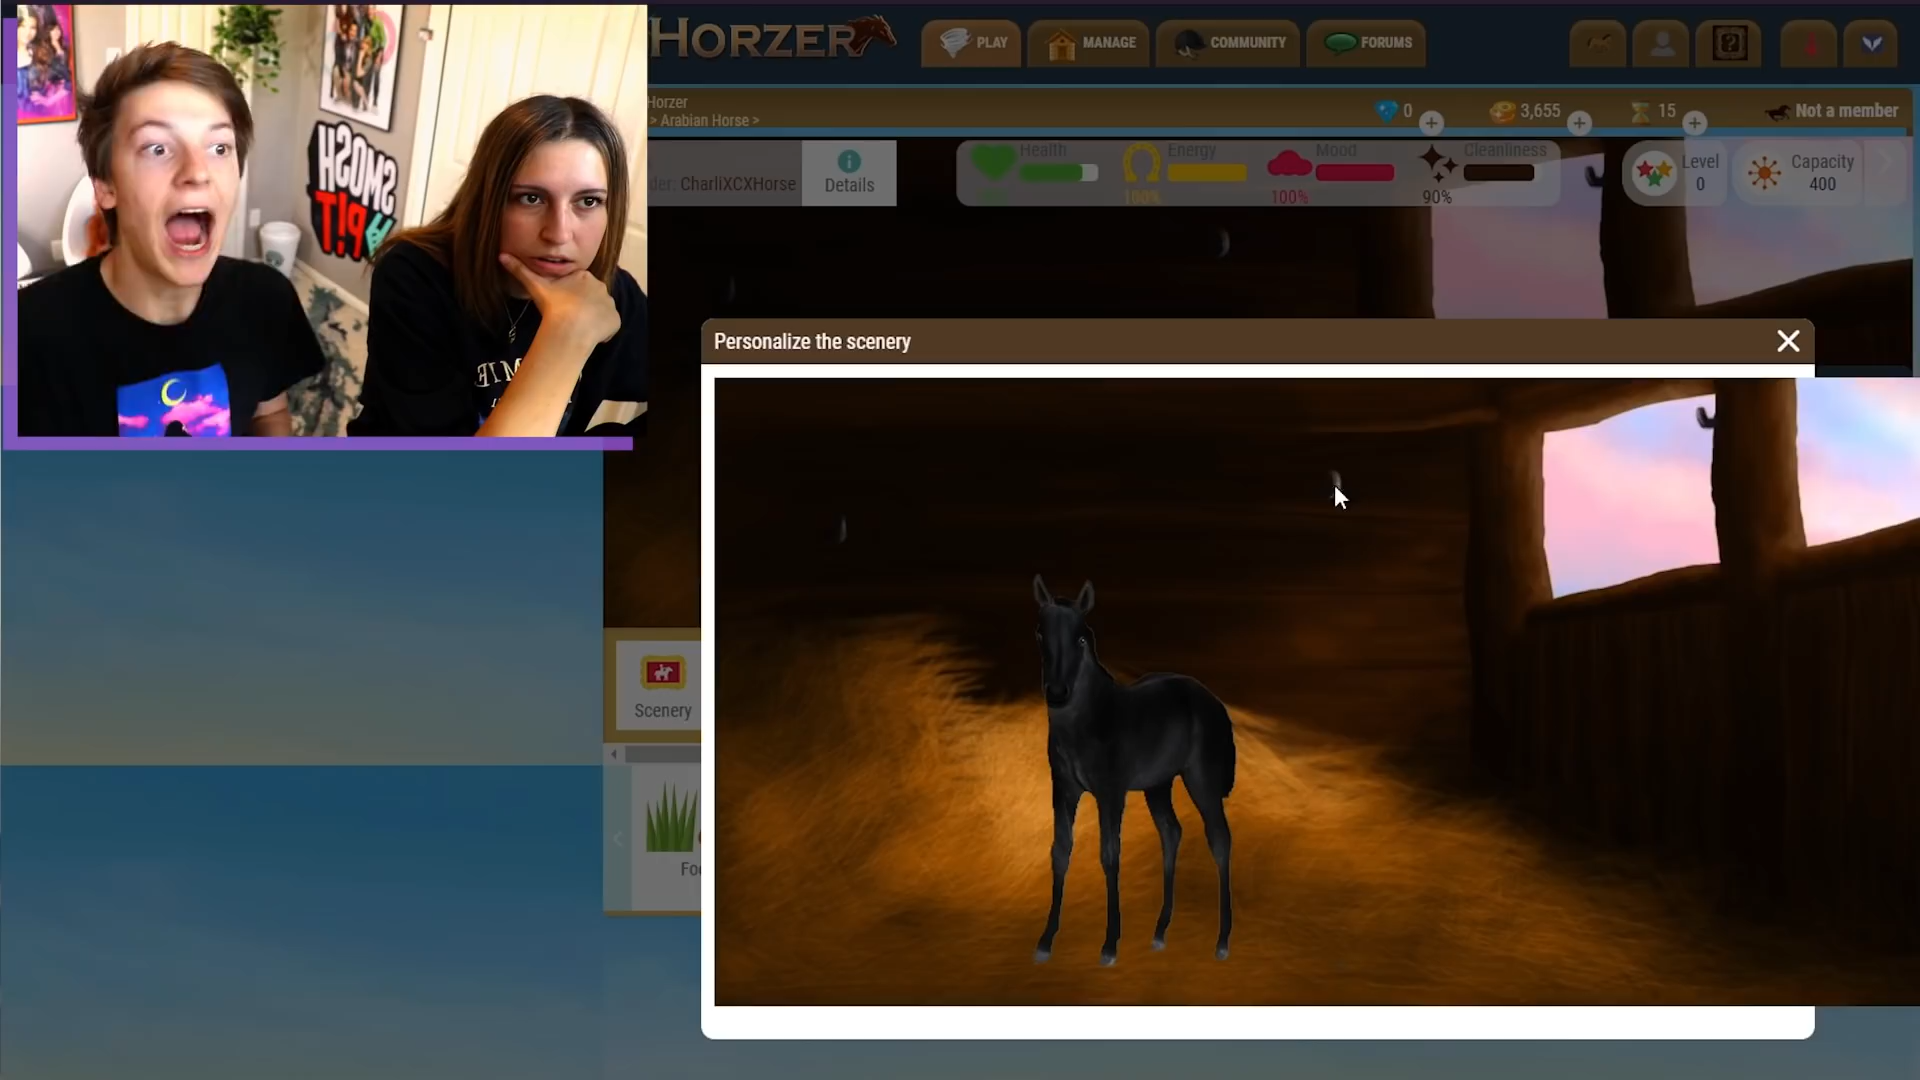 HORZER
PLAY
MANAGE
COMMUNITY
FORUMS
Horzer
> Arabian Horse >
0
3,655
15
Not a member
der: CharliXCXHorse
Details
Health
Energy
100%
Mood
100%
Cleanliness
90%
Level
0
Capacity
400
SMOSH
PIT
Personalize the scenery
Scenery